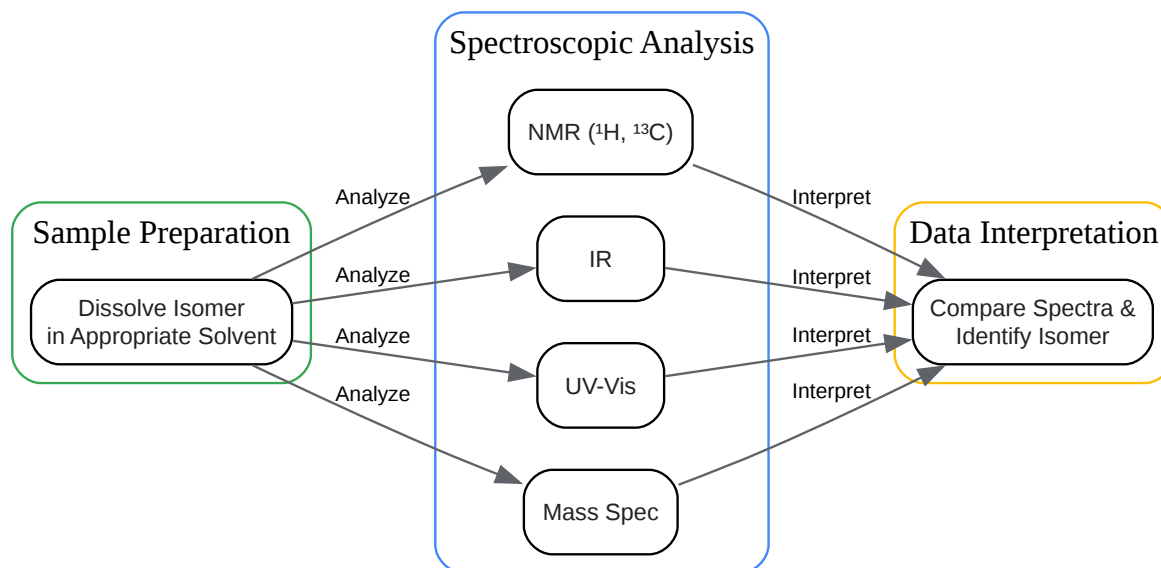 Spectroscopic Analysis
NMR (¹H, ¹³C)
Analyze
Interpret
Sample Preparation
Data Interpretation
IR
Analyze
Interpret
Dissolve Isomer
in Appropriate Solvent
Compare Spectra &
Identify Isomer
Analyze
Interpret
UV-Vis
Analyze
Interpret
Mass Spec